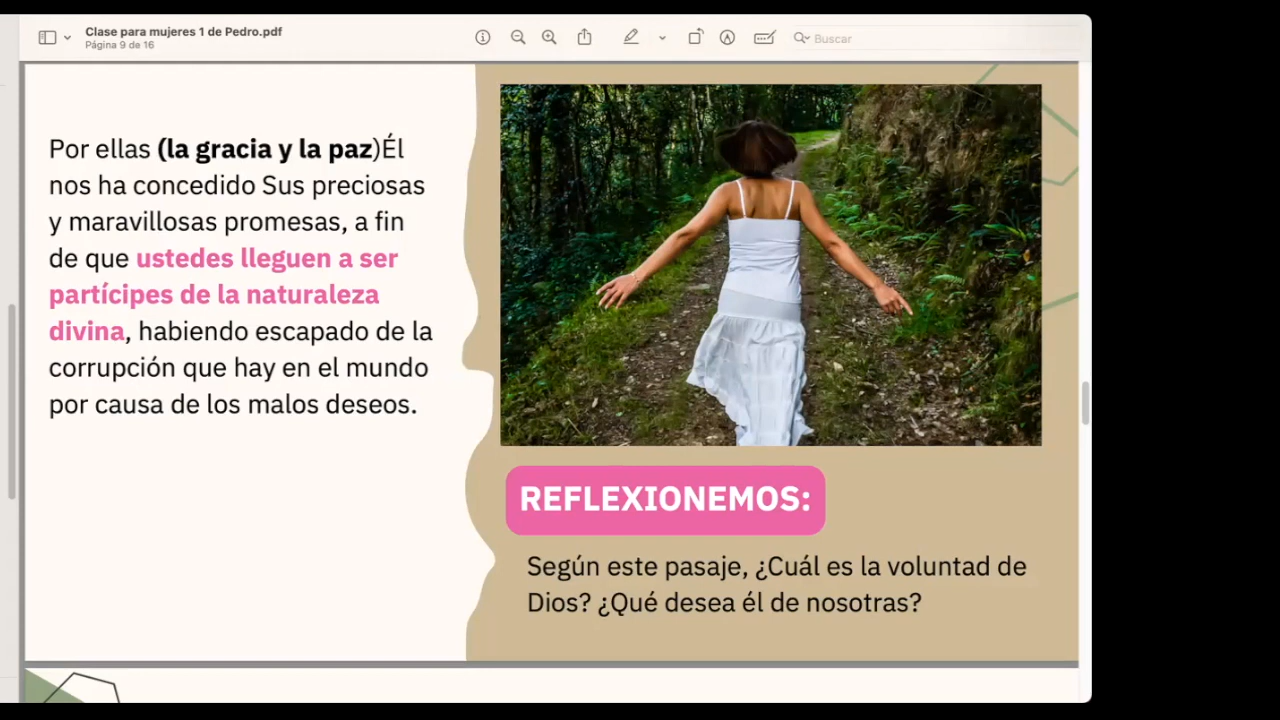 Clase para mujeres 1 de Pedro.pdf
Página 9 de 16
Buscar
Por ellas (la gracia y la paz)Él
nos ha concedido Sus preciosas
y maravillosas promesas, a fin
de que ustedes lleguen a ser
partícipes de la naturaleza
divina, habiendo escapado de la
corrupción que hay en el mundo
por causa de los malos deseos.
REFLEXIONEMOS:
Según este pasaje, ¿Cuál es la voluntad de
Dios? ¿Qué desea él de nosotras?